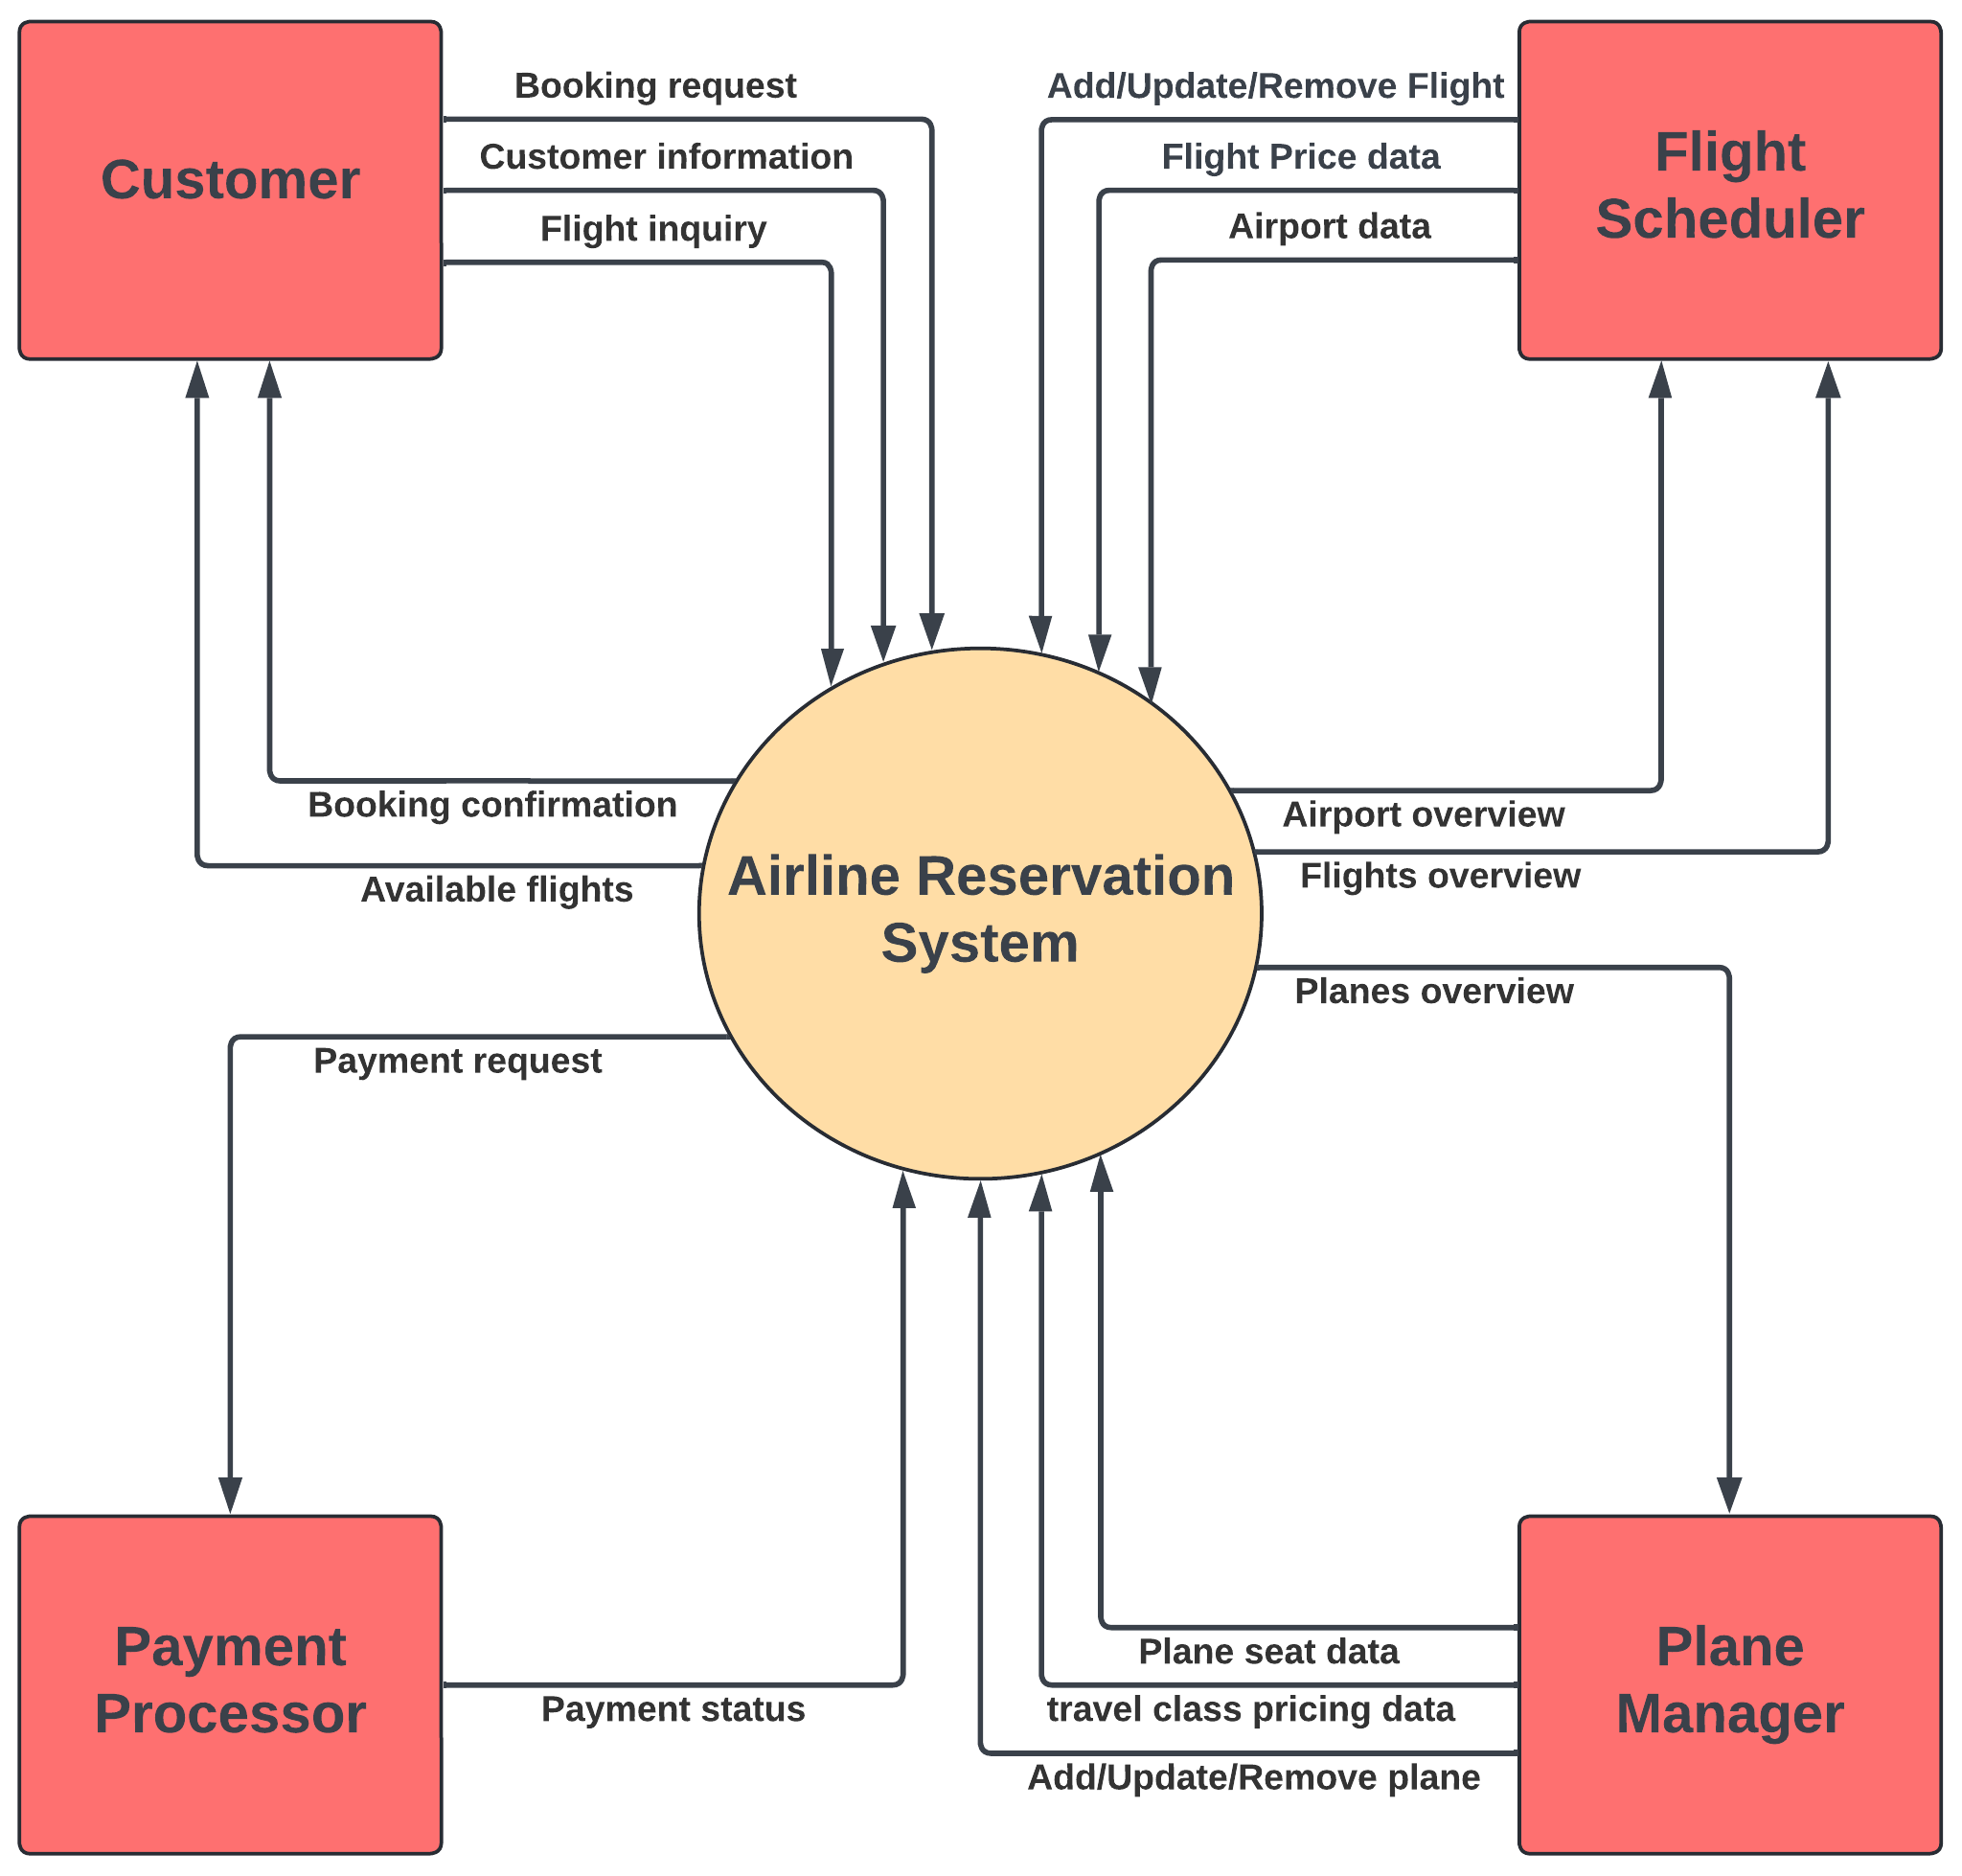 Customer
Booking request
Customer information
Flight inquiry
Add/Update/Remove Flight
Flight Price data
Airport data
Flight
Scheduler
Booking confirmation
Available flights
Airline Reservation
System
Airport overview
Flights overview
Planes overview
Payment request
Payment
Processor
Payment status
Plane seat data
travel class pricing data
Add/Update/Remove plane
Plane
Manager